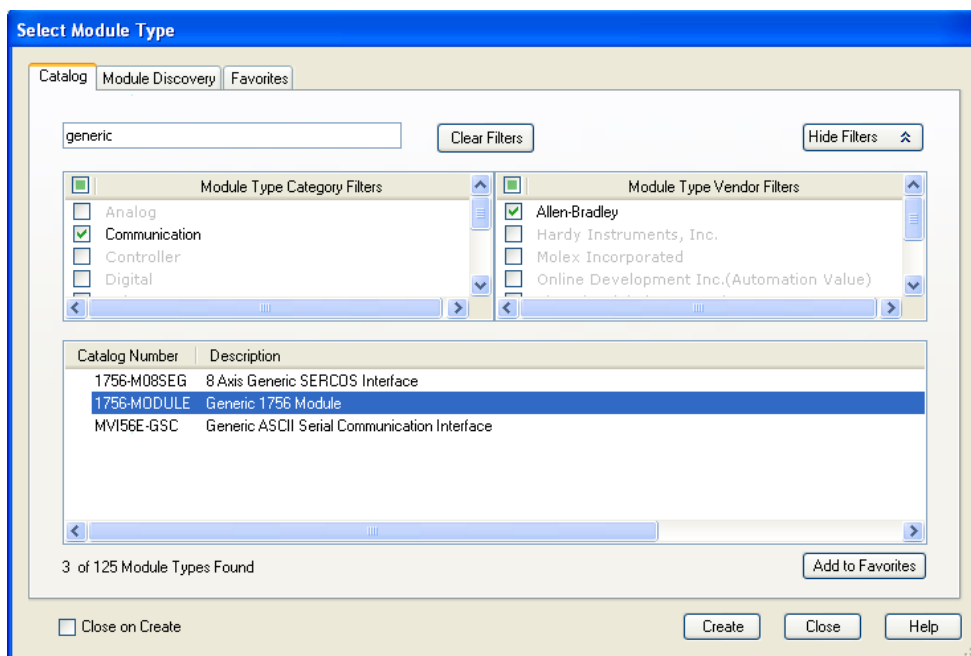 Select Module Type
Catalog Module Discovery Favorites
generic Clear Filters Hide Filters
Module Type Category Filters Module Type Vendor Filters
Analog Allen-Bradley
Communication Hardy Instruments, Inc.
Controller Molex Incorporated
Digital Online Development Inc.(Automation Value)
Catalog Number Description
1756-M08SEG 8 Axis Generic SERCOS Interface
1756-MODULE Generic 1756 Module
MVI56E-GSC Generic ASCII Serial Communication Interface
3 of 125 Module Types Found Add to Favorites
Close on Create Create Close Help